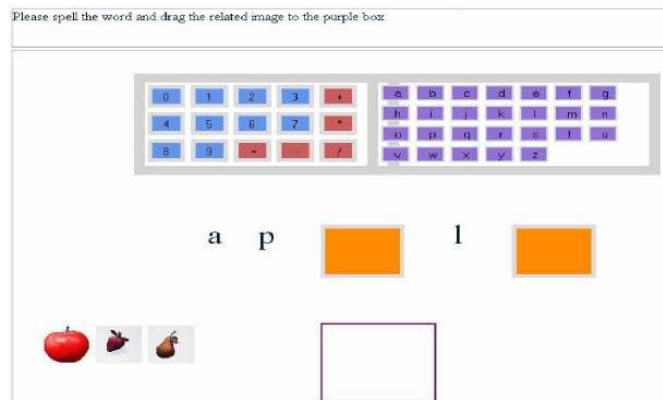 Please spell the word and drag the related image to the purple box
0 1 2 3 + a b c d e f g
4 5 6 7 * h i j k l m n
8 9 = - / o p q r s t u
v w x y z
a p l